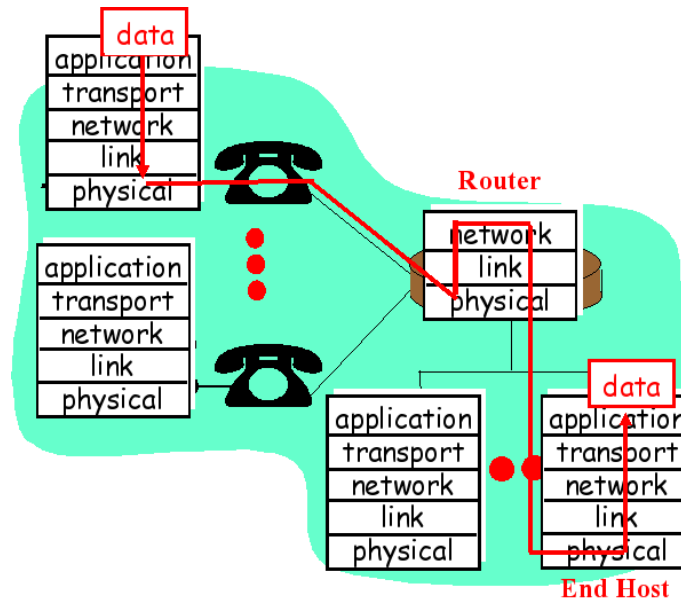 data
application
transport
network
link
physical
Router
network
link
physical
application
transport
network
link
physical
data
application
transport
network
link
physical
application
transport
network
link
physical
End Host